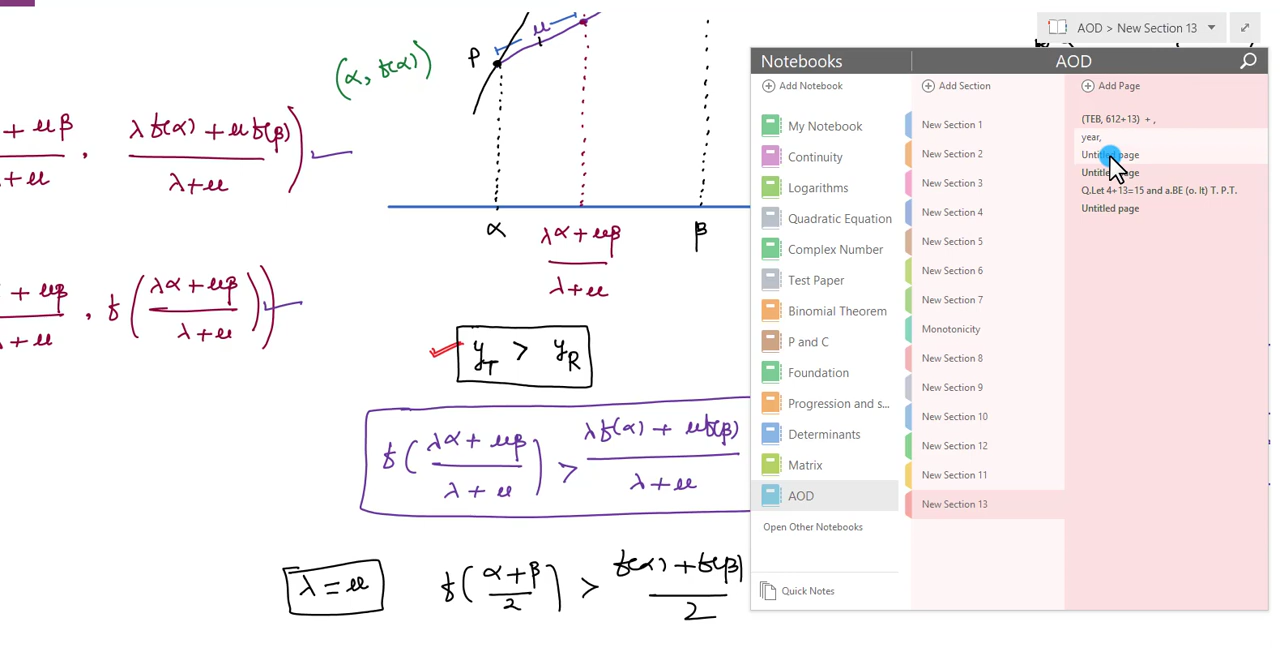 AOD > New Section 13
Notebooks
AOD
Add Notebook
Add Section
Add Page
My Notebook
Continuity
Logarithms
Quadratic Equation
Complex Number
Test Paper
Binomial Theorem
P and C
Foundation
Progression and s...
Determinants
Matrix
AOD
Open Other Notebooks
Quick Notes
New Section 1
New Section 2
New Section 3
New Section 4
New Section 5
New Section 6
New Section 7
Monotonicity
New Section 8
New Section 9
New Section 10
New Section 12
New Section 11
New Section 13
(TEB, 612+13) + ,
year,
Untitled page
Untitled page
Q.Let 4+13=15 and a.BE (o. lt) T. P.T.
Untitled page
P
μ
(α, f(α))
+ μβ / +μ , λf(α) + μf(β) / λ+μ )
α
λα + μβ / λ+μ
β
+ μβ / λ+μ , f( λα + μβ / λ+μ ) )
y_T > y_R
f( λα + μβ / λ + μ ) > λf(α) + μf(β) / λ+μ
λ = μ
f( α+β / 2 ) > f(α) + f(β) / 2